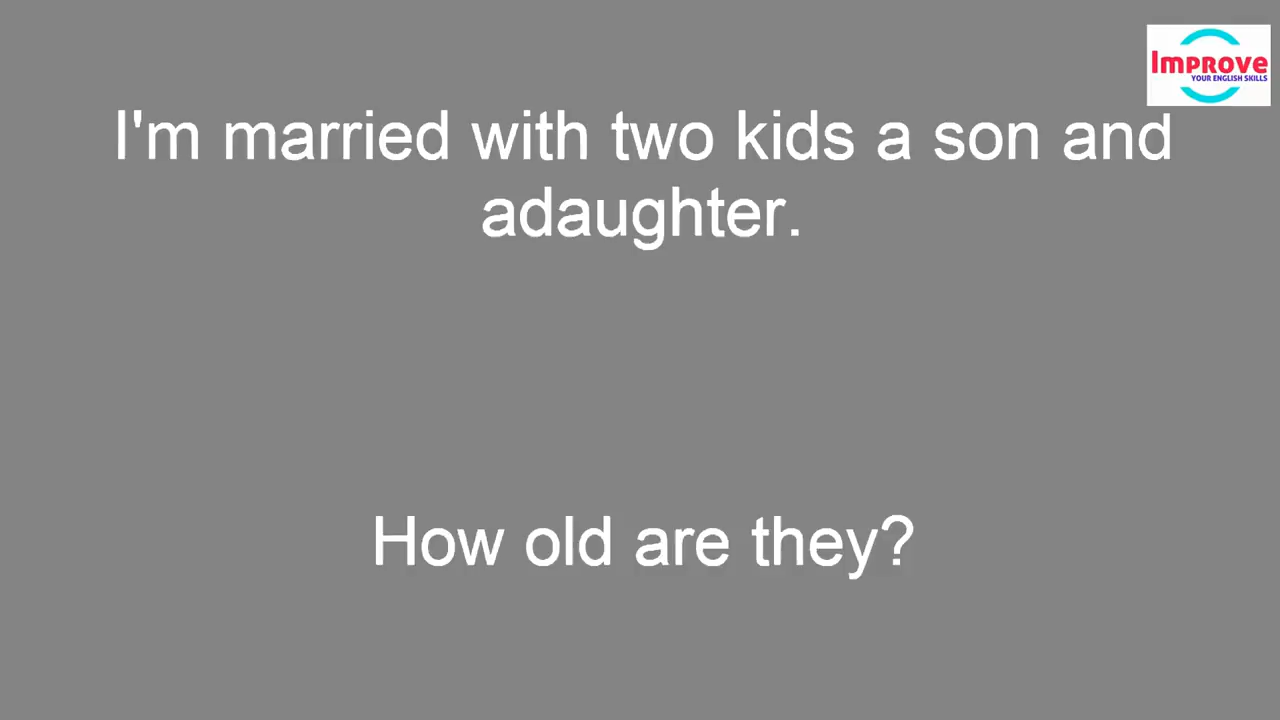 Improve
YOUR ENGLISH SKILLS
I'm married with two kids a son and
adaughter.
How old are they?